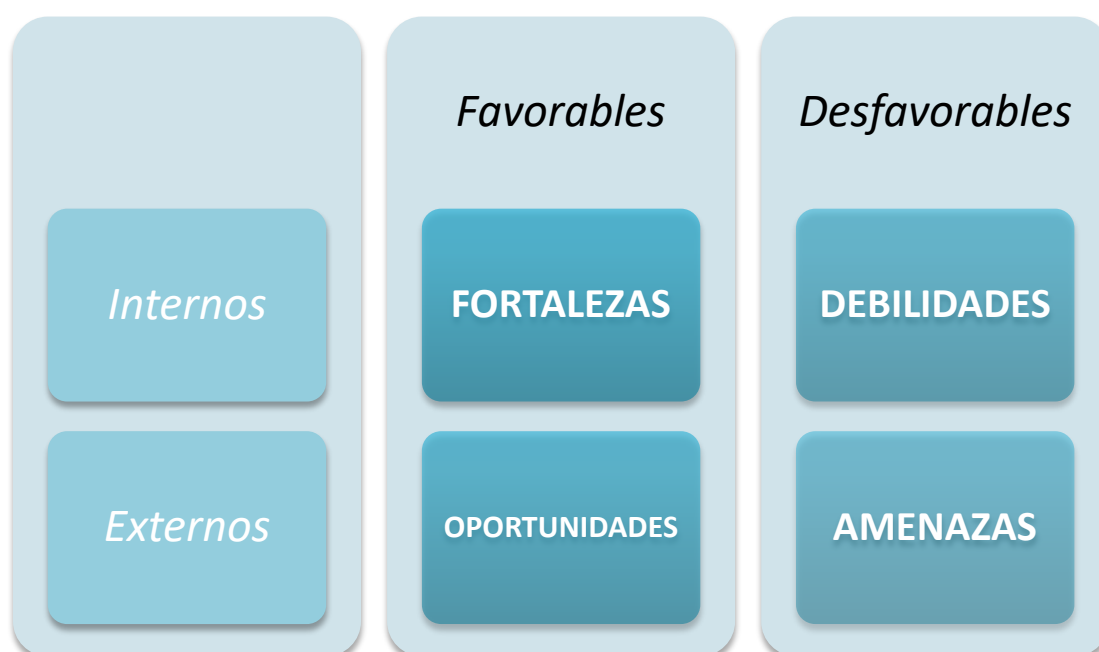 Favorables
Desfavorables
Internos
FORTALEZAS
DEBILIDADES
Externos
OPORTUNIDADES
AMENAZAS